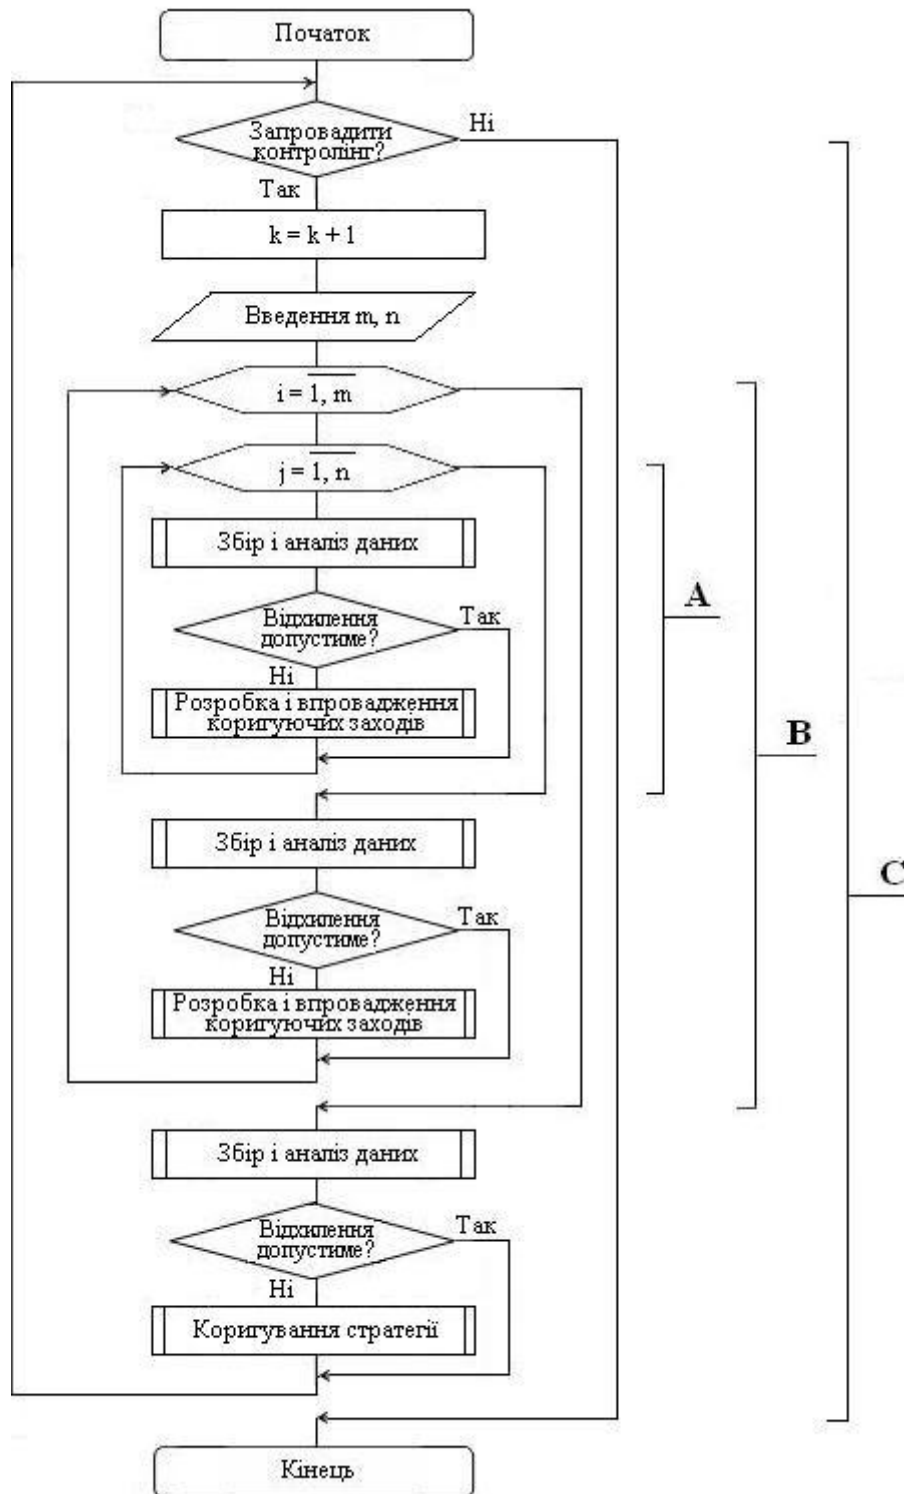 Початок
Запровадити
контролінг?
Ні
Так
k = k + 1
Введення m, n
i = 1, m
j = 1, n
Збір і аналіз даних
Відхилення
допустиме?
Так
Ні
Розробка і впровадження
коригуючих заходів
A
B
Збір і аналіз даних
C
Відхилення
допустиме?
Так
Ні
Розробка і впровадження
коригуючих заходів
Збір і аналіз даних
Відхилення
допустиме?
Так
Ні
Коригування стратегії
Кінець